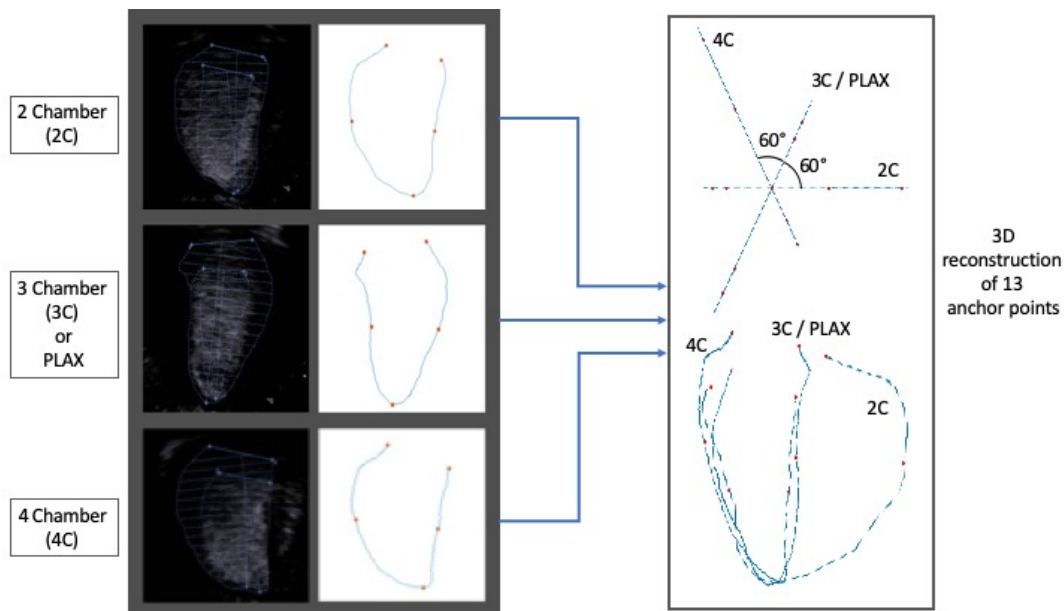 2 Chamber
(2C)
3 Chamber
(3C)
or
PLAX
4 Chamber
(4C)
4C
3C / PLAX
60°
60°
2C
3C / PLAX
4C
2C
3D
reconstruction
of 13
anchor points